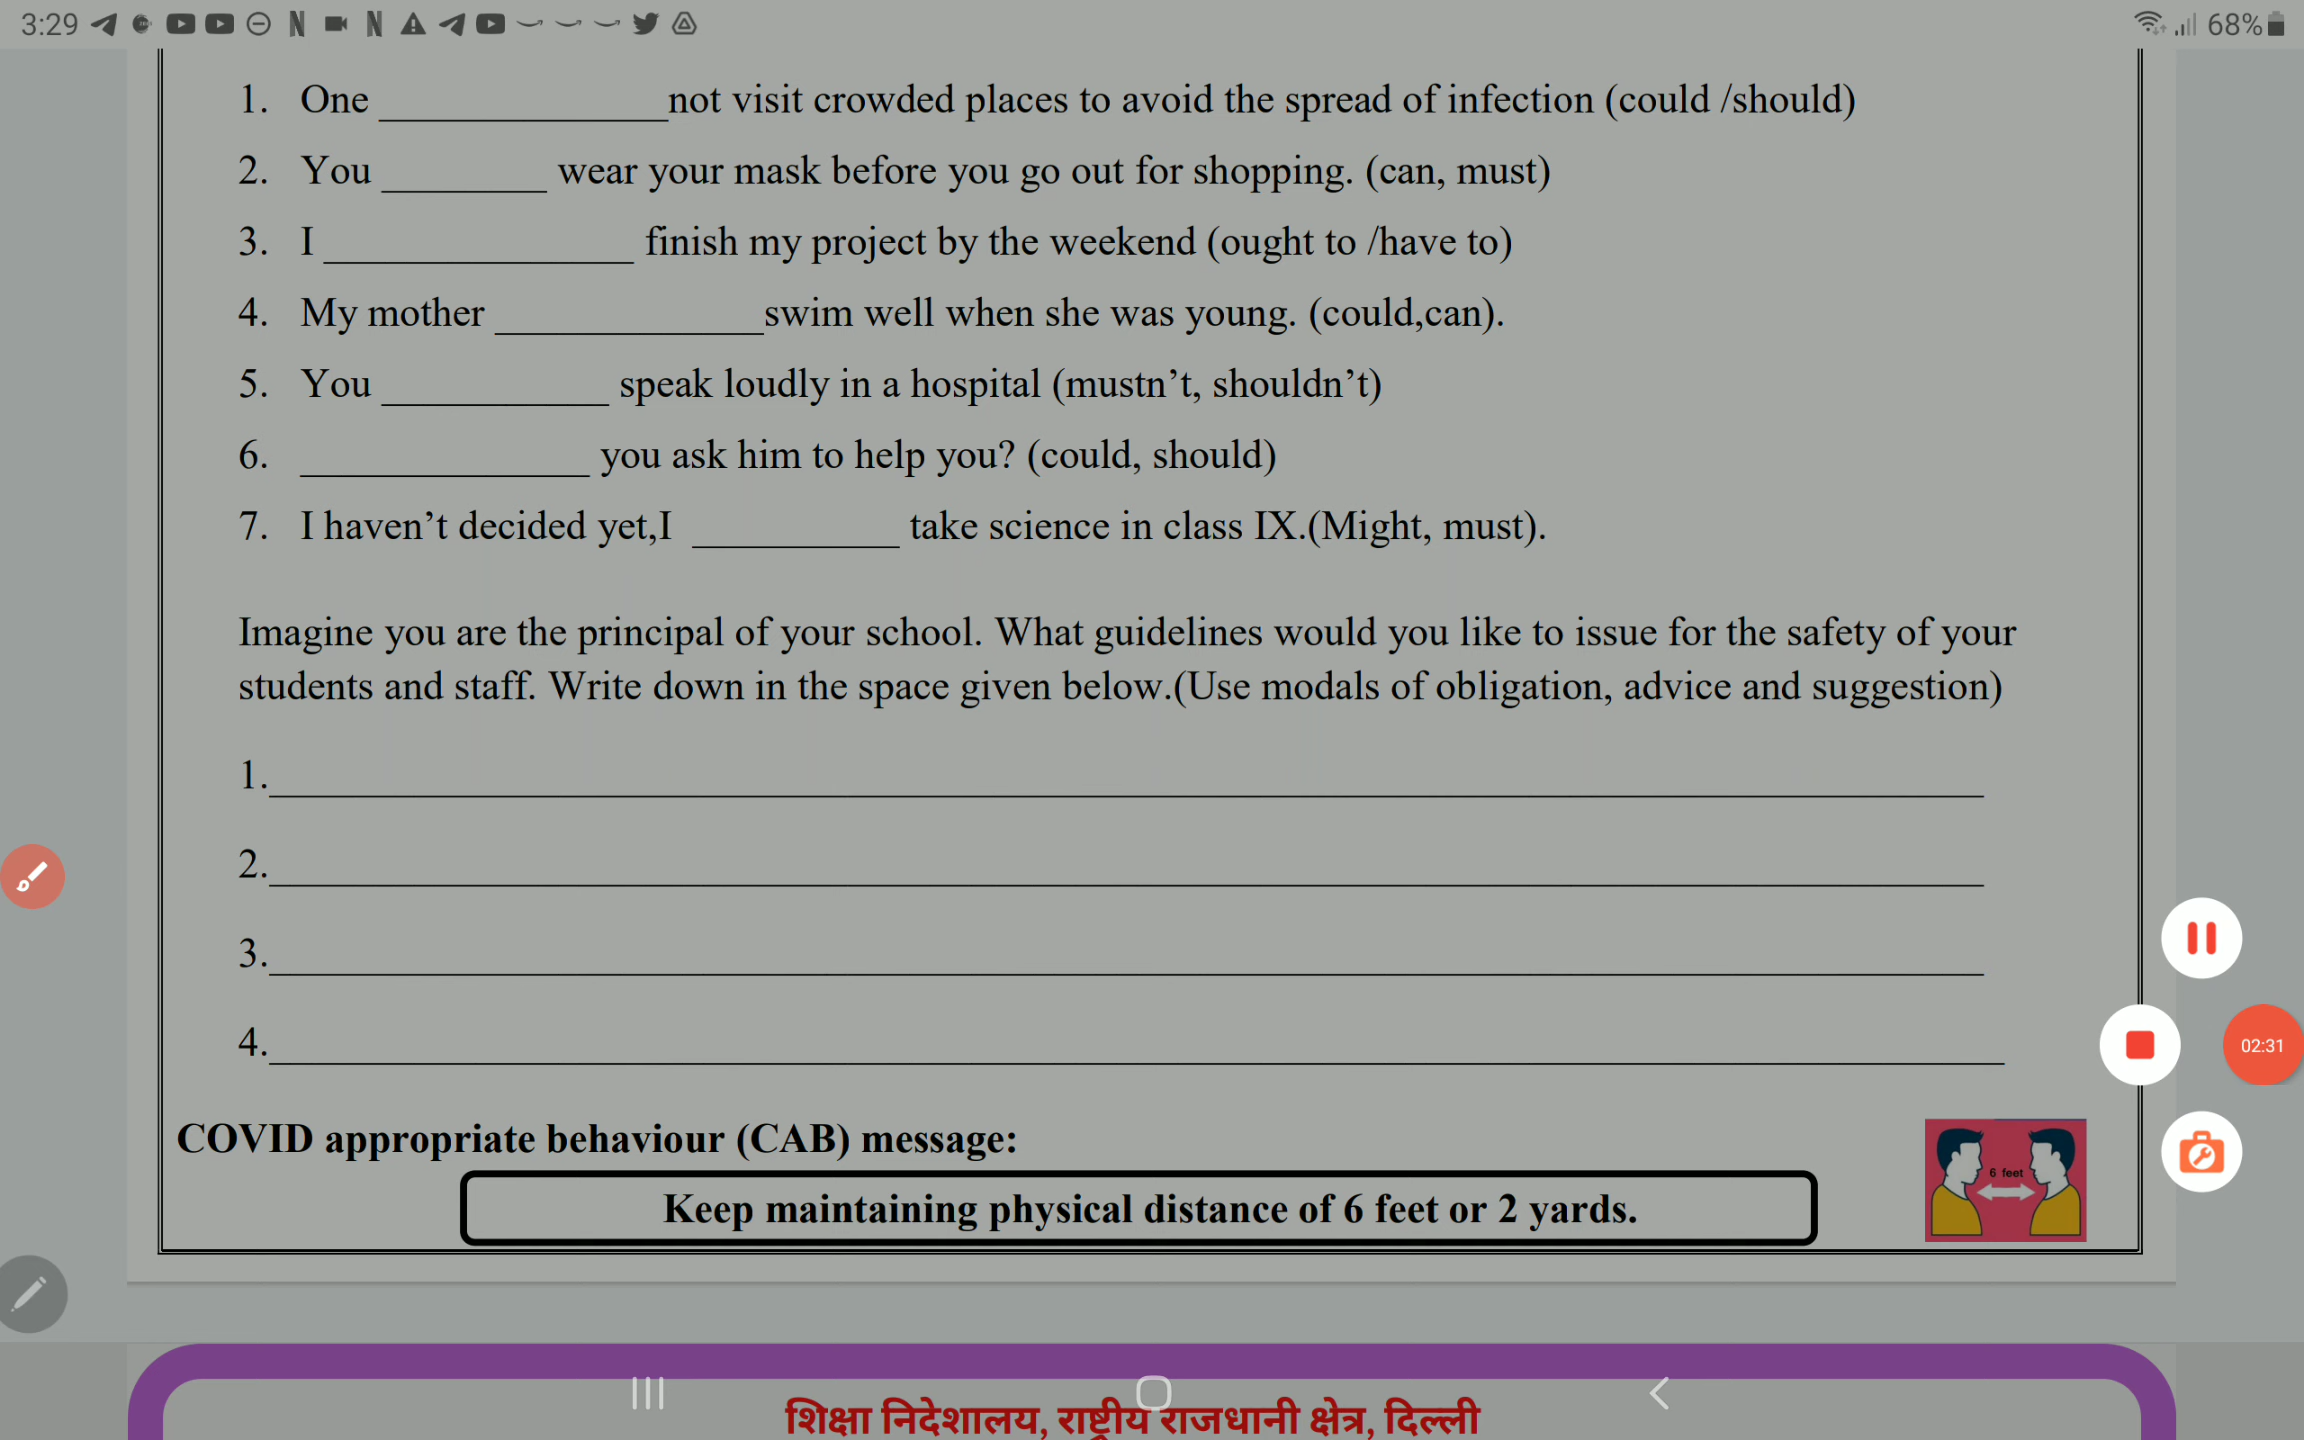 3:29 68%
1. One ______________not visit crowded places to avoid the spread of infection (could /should)
2. You ________ wear your mask before you go out for shopping. (can, must)
3. I _______________ finish my project by the weekend (ought to /have to)
4. My mother _____________swim well when she was young. (could,can).
5. You ___________ speak loudly in a hospital (mustn’t, shouldn’t)
6. ______________ you ask him to help you? (could, should)
7. I haven’t decided yet,I __________ take science in class IX.(Might, must).
Imagine you are the principal of your school. What guidelines would you like to issue for the safety of your
students and staff. Write down in the space given below.(Use modals of obligation, advice and suggestion)
1.
2.
3.
4.
02:31
COVID appropriate behaviour (CAB) message:
6 feet
Keep maintaining physical distance of 6 feet or 2 yards.
शिक्षा निदेशालय, राष्ट्रीय राजधानी क्षेत्र, दिल्ली